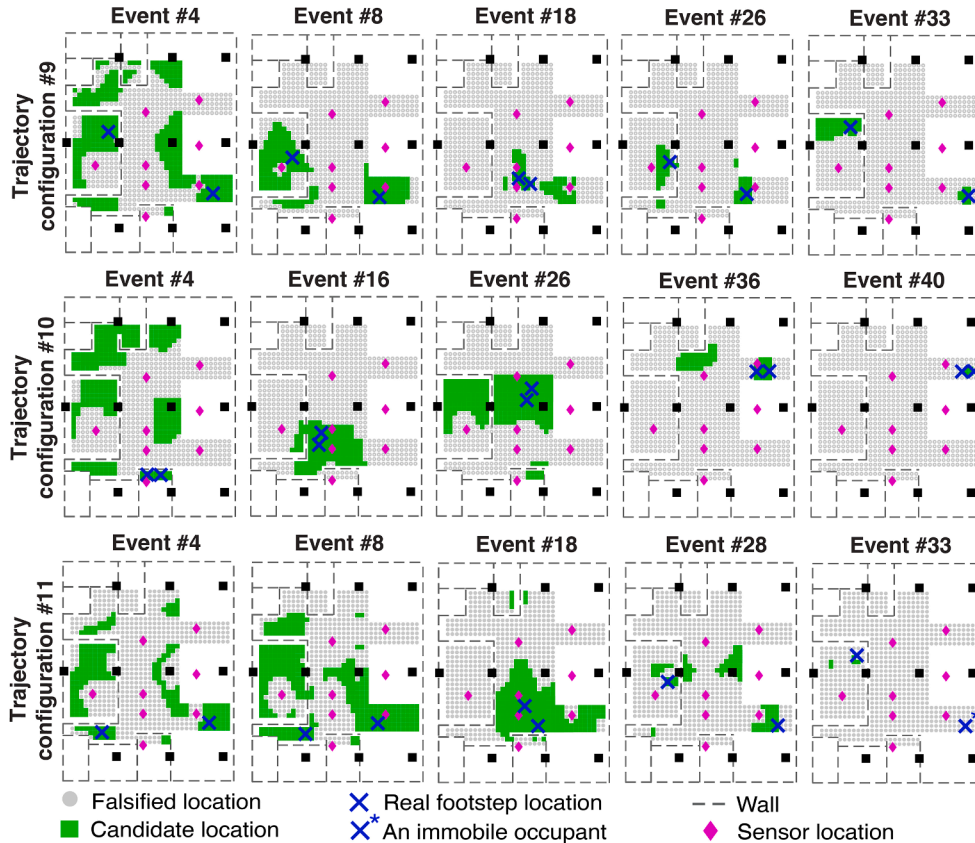 Event #4 Event #8 Event #18 Event #26 Event #33
Trajectory
configuration #9
Event #4 Event #16 Event #26 Event #36 Event #40
Trajectory
configuration #10
Event #4 Event #8 Event #18 Event #28 Event #33
Trajectory
configuration #11
*
Falsified location Real footstep location Wall
Candidate location * An immobile occupant Sensor location